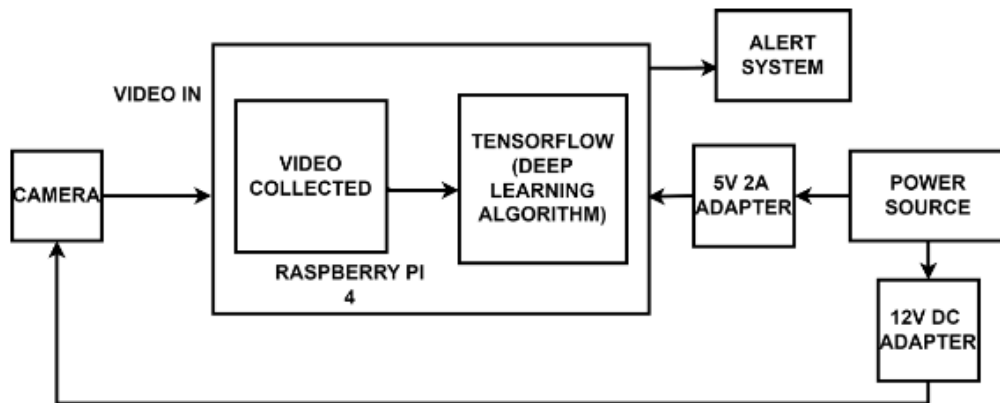 ALERT
SYSTEM
VIDEO IN
VIDEO
COLLECTED
TENSORFLOW
(DEEP
LEARNING
ALGORITHM)
CAMERA
5V 2A
ADAPTER
POWER
SOURCE
RASPBERRY PI
4
12V DC
ADAPTER